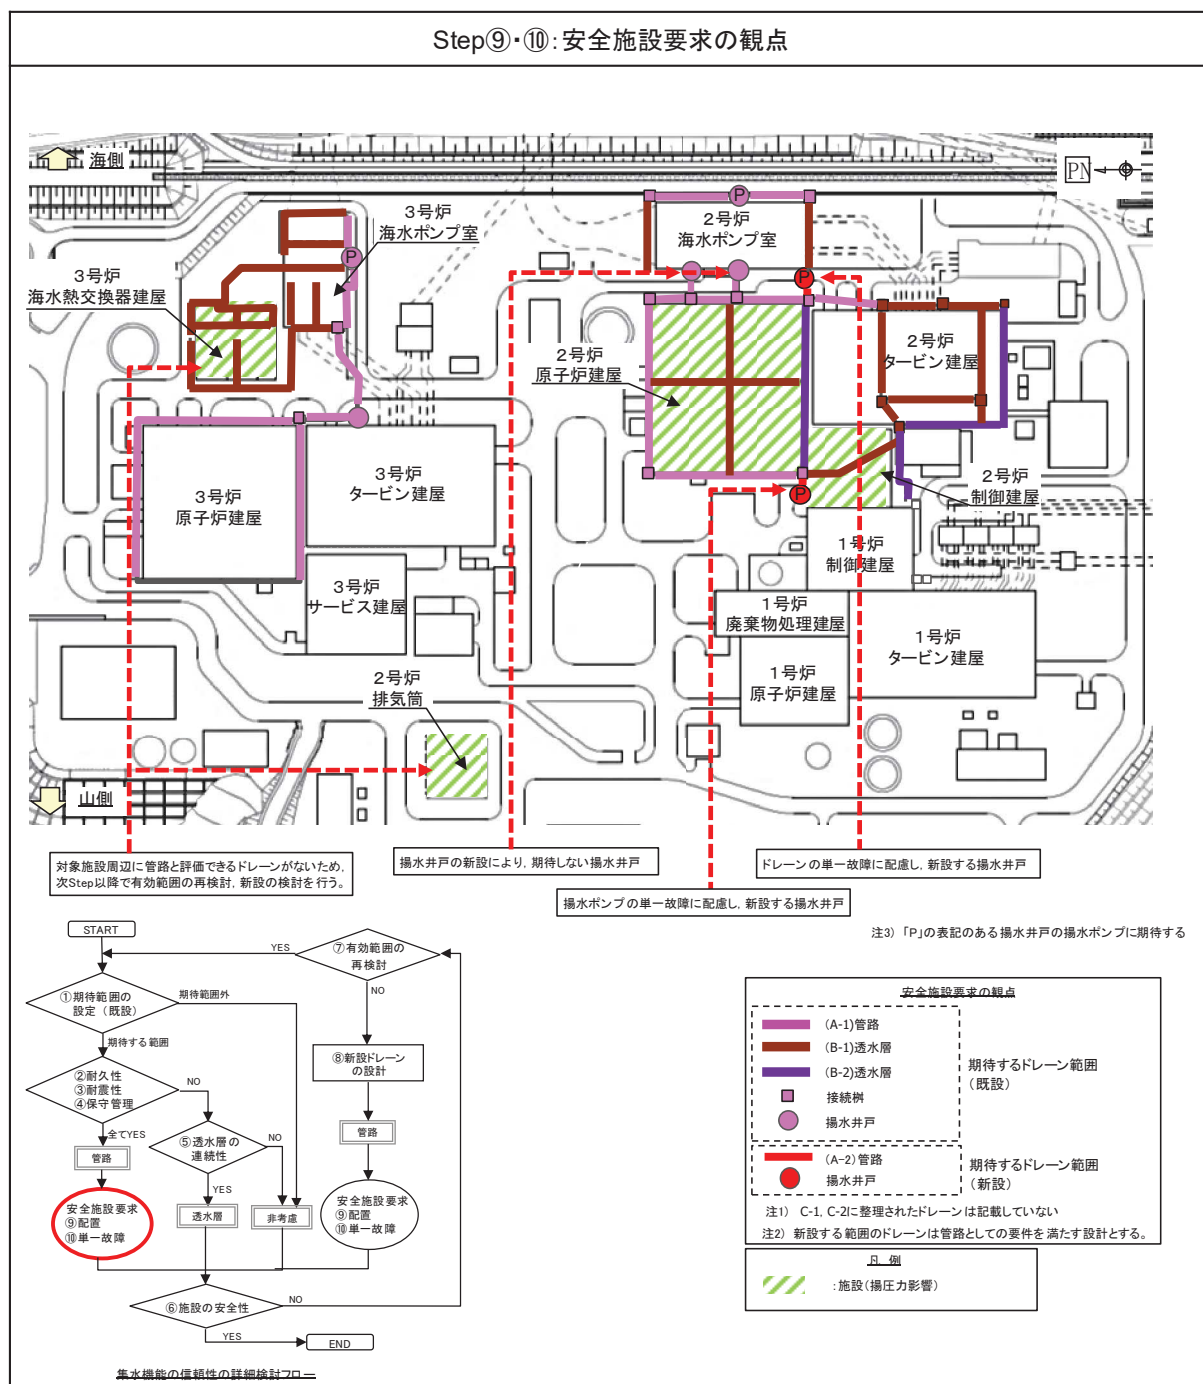 Step⑨・⑩：安全施設要求の観点
海側
PN
3号炉
海水ポンプ室
3号炉
海水熱交換器建屋
P
P
2号炉
海水ポンプ室
P
2号炉
原子炉建屋
2号炉
タービン建屋
2号炉
制御建屋
P
3号炉
原子炉建屋
3号炉
タービン建屋
3号炉
サービス建屋
1号炉
制御建屋
1号炉
廃棄物処理建屋
1号炉
原子炉建屋
1号炉
タービン建屋
2号炉
排気筒
山側
対象施設周辺に管路と評価できるドレーンがないため,
次Step以降で有効範囲の再検討, 新設の検討を行う。
揚水井戸の新設により, 期待しない揚水井戸
ドレーンの単一故障に配慮し, 新設する揚水井戸
揚水ポンプの単一故障に配慮し, 新設する揚水井戸
注3） 「P」の表記のある揚水井戸の揚水ポンプに期待する
START
YES
⑦有効範囲の
再検討
NO
①期待範囲の
設定（既設）
期待範囲外
期待する範囲
②耐久性
③耐震性
④保守管理
NO
全てYES
管路
⑤透水層の
連続性
NO
YES
透水層
非考慮
安全施設要求
⑨配置
⑩単一故障
⑧新設ドレーン
の設計
管路
安全施設要求
⑨配置
⑩単一故障
⑥施設の安全性
NO
YES
END
集水機能の信頼性の詳細検討フロー
安全施設要求の観点
(A-1)管路
(B-1)透水層
(B-2)透水層
接続桝
揚水井戸
期待するドレーン範囲
（既設）
(A-2)管路
揚水井戸
期待するドレーン範囲
（新設）
注1） C-1, C-2に整理されたドレーンは記載していない
注2） 新設する範囲のドレーンは管路としての要件を満たす設計とする。
凡 例
：施設(揚圧力影響)